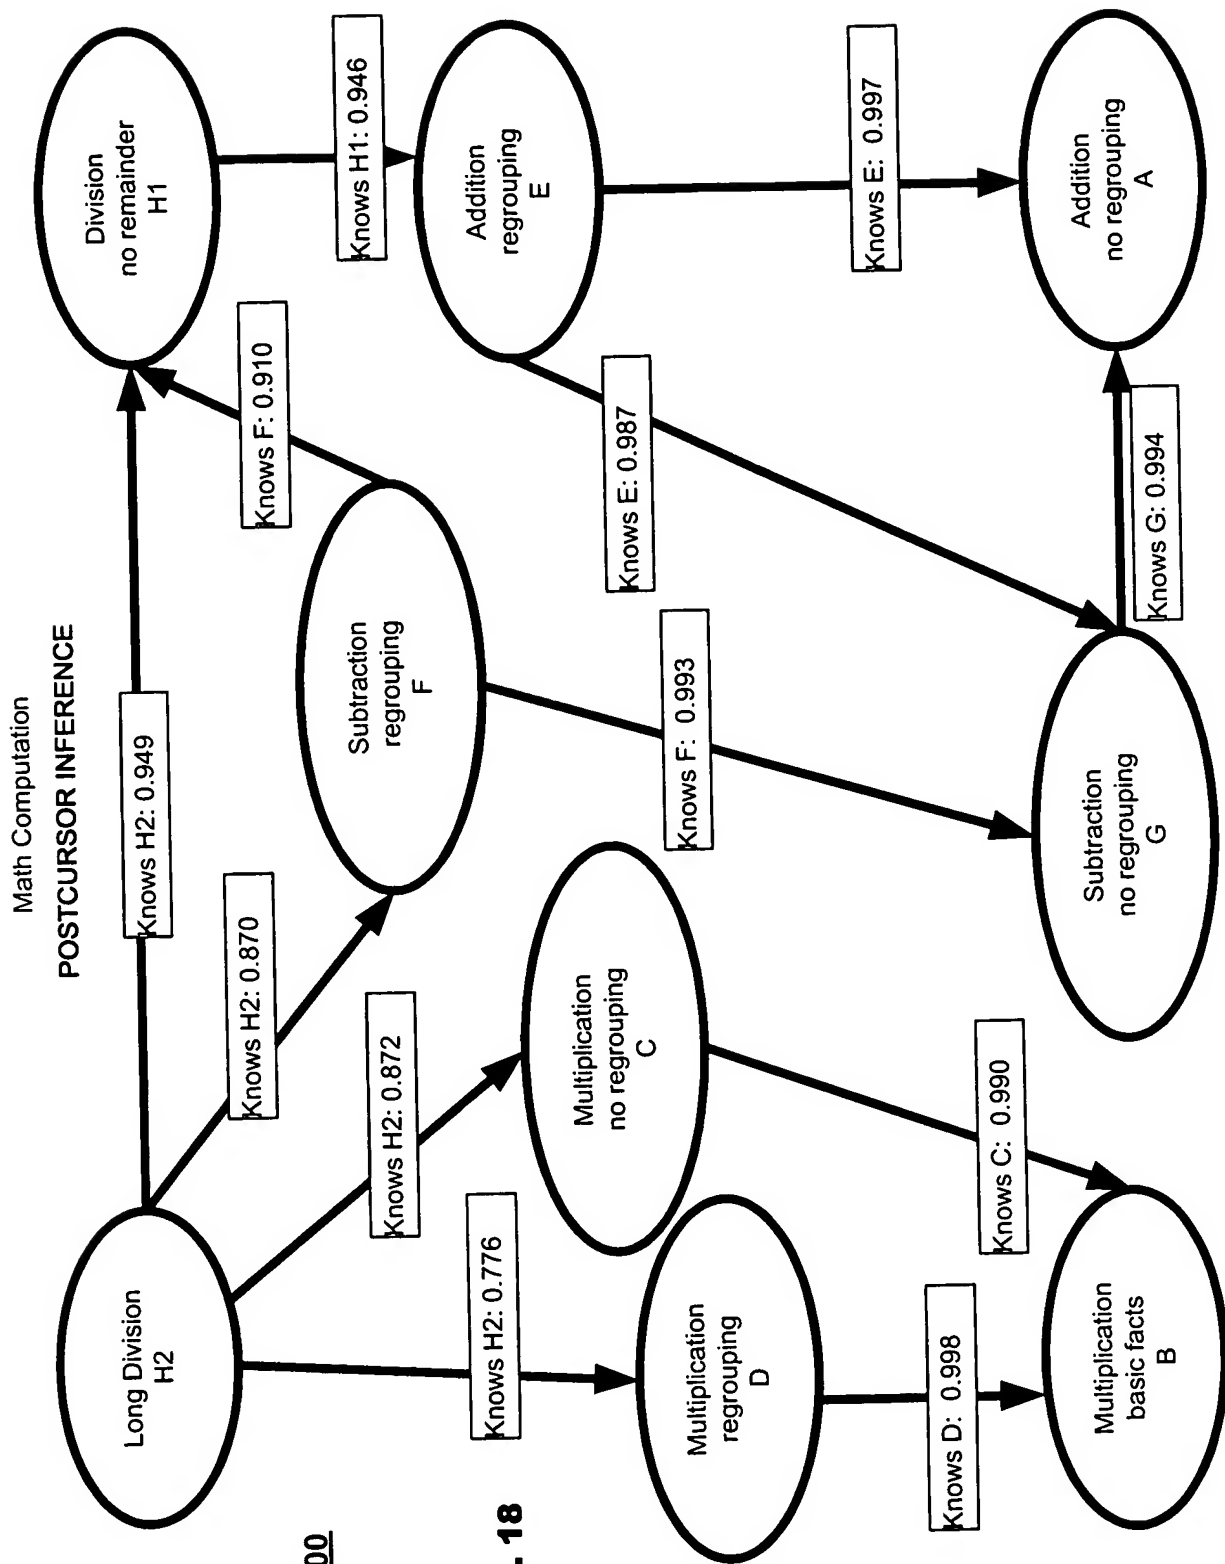 Math Computation
POSTCURSOR INFERENCE
Long Division
H2
Knows H2: 0.949
Division
no remainder
H1
Knows H2: 0.870
Knows F: 0.910
Knows H1: 0.946
Subtraction
regrouping
F
Knows H2: 0.872
Addition
regrouping
E
Knows H2: 0.776
Multiplication
no regrouping
C
Knows E: 0.987
Multiplication
regrouping
D
Knows F: 0.993
Knows E: 0.997
Knows D: 0.998
Knows C: 0.990
Multiplication
basic facts
B
Subtraction
no regrouping
G
Knows G: 0.994
Addition
no regrouping
A
00
. 18